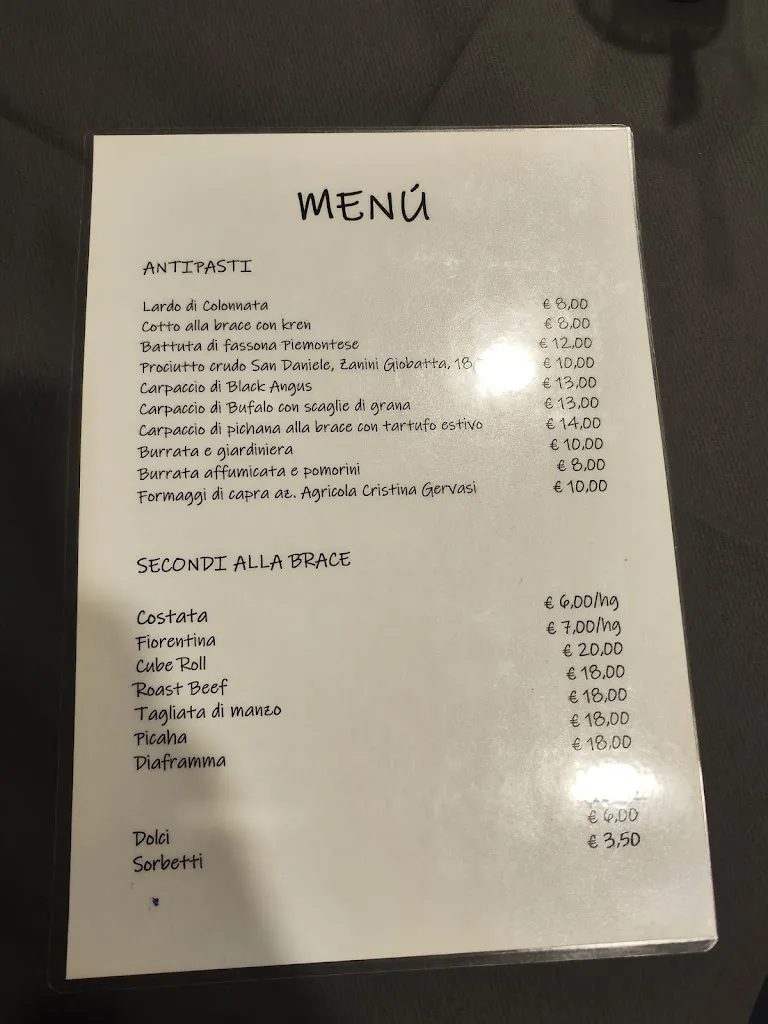 MENÚ
ANTIPASTI
Lardo di Colonnata € 8,00
Cotto alla brace con kren € 8,00
Battuta di fassona Piemontese € 12,00
Prociutto crudo San Daniele, Zanini Giobatta, 18 € 10,00
Carpaccio di Black Angus € 13,00
Carpaccio di Bufalo con scaglie di grana € 13,00
Carpaccio di pichana alla brace con tartufo estivo € 14,00
Burrata e giardiniera € 10,00
Burrata affumicata e pomorini € 8,00
Formaggi di capra az. Agricola Cristina Gervasi € 10,00
SECONDI ALLA BRACE
Costata € 6,00/hg
Fiorentina € 7,00/hg
Cube Roll € 20,00
Roast Beef € 18,00
Tagliata di manzo € 18,00
Picaha € 18,00
Diaframma € 18,00
Dolci € 6,00
Sorbetti € 3,50